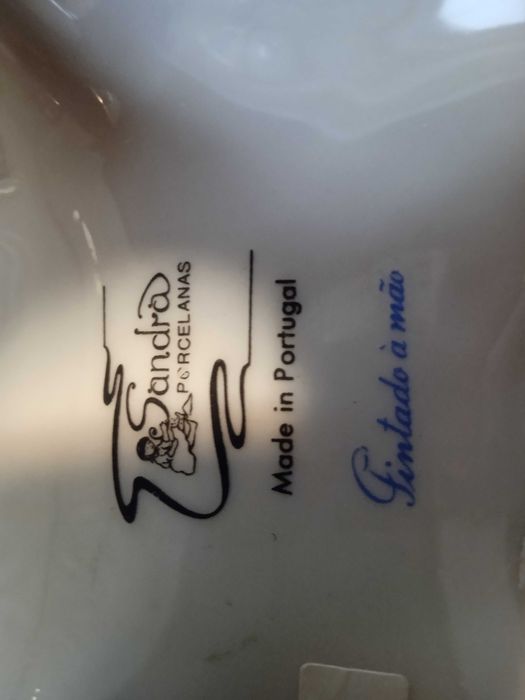 Sandra
PORCELANAS
Made in Portugal
Pintado à mão